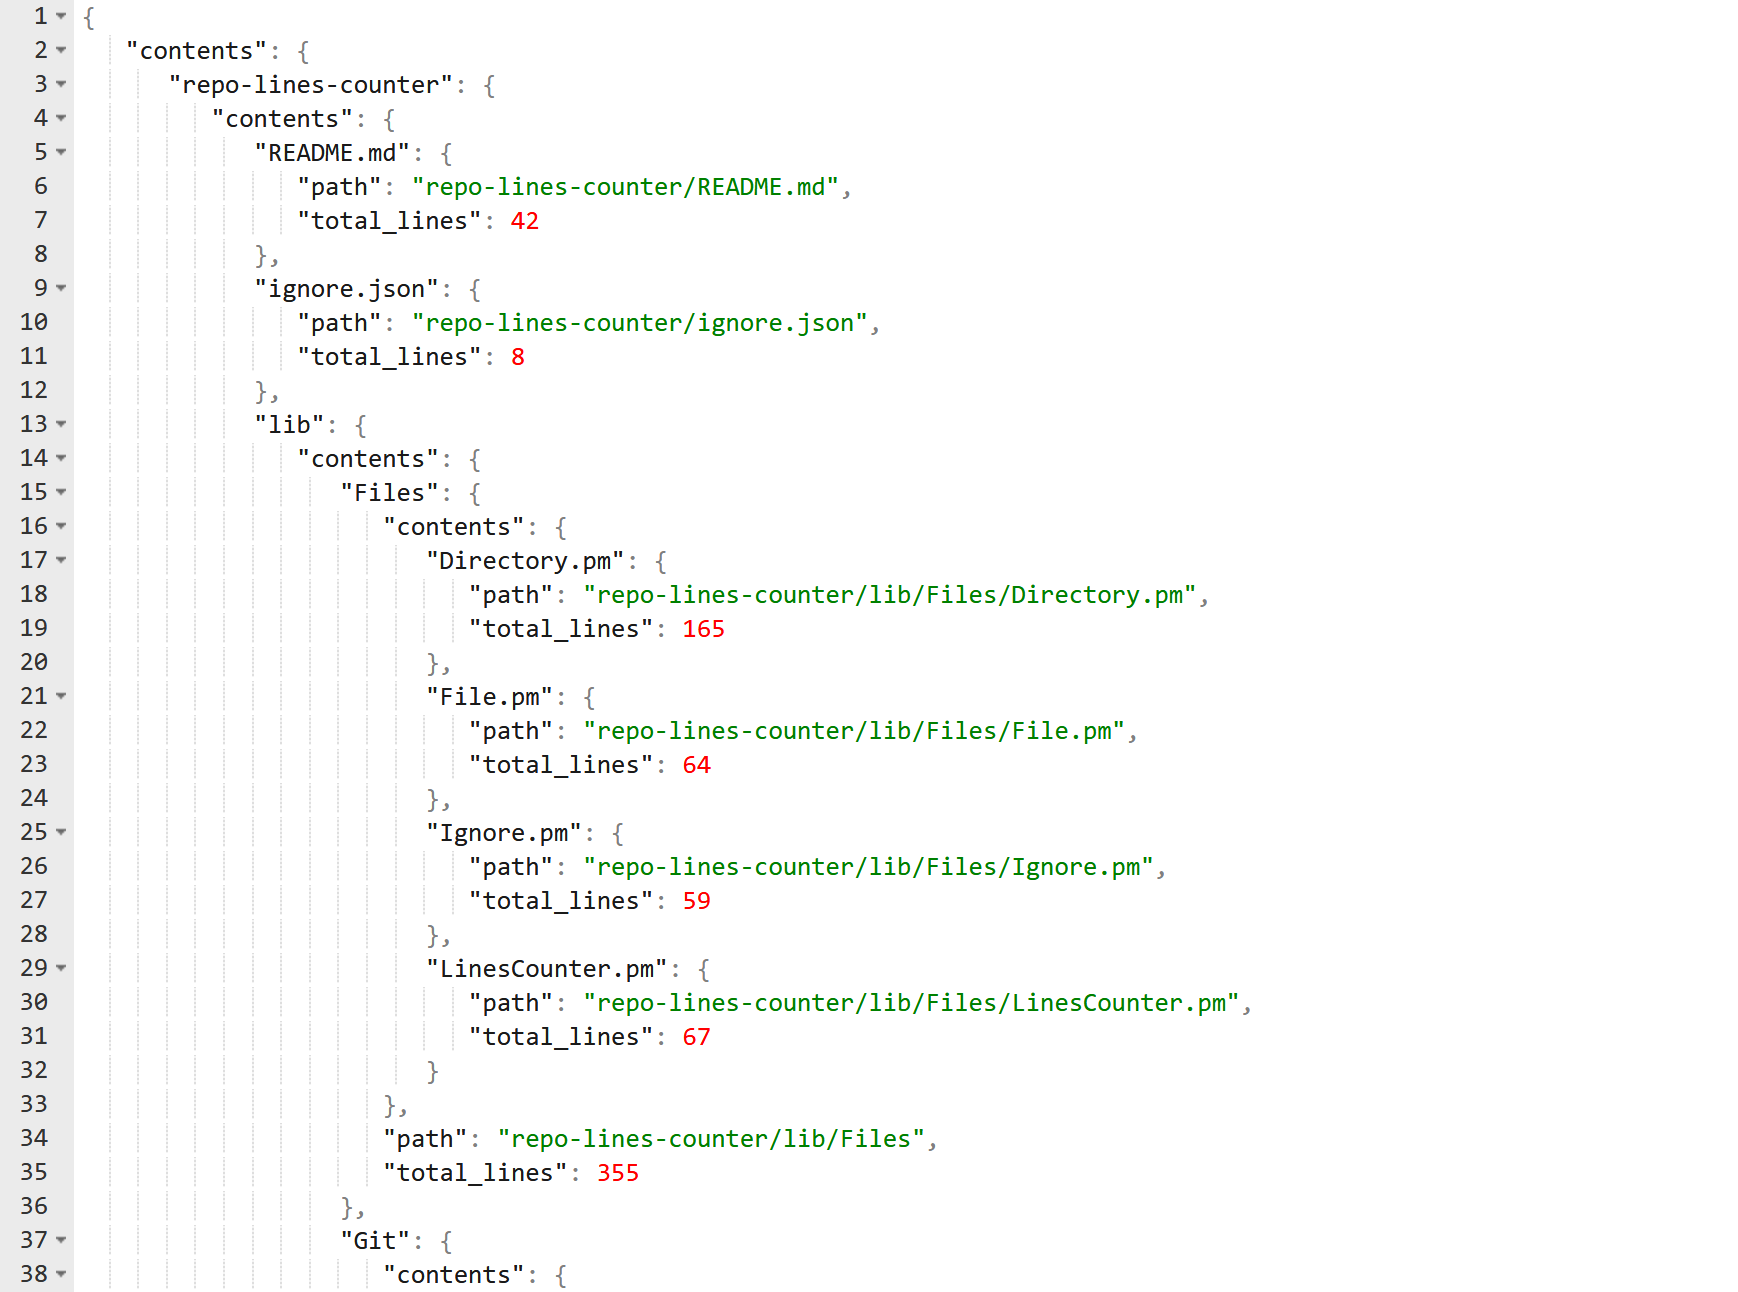 1 {
2 "contents": {
3 "repo-lines-counter": {
4 "contents": {
5 "README.md": {
6 "path": "repo-lines-counter/README.md",
7 "total_lines": 42
8 },
9 "ignore.json": {
10 "path": "repo-lines-counter/ignore.json",
11 "total_lines": 8
12 },
13 "lib": {
14 "contents": {
15 "Files": {
16 "contents": {
17 "Directory.pm": {
18 "path": "repo-lines-counter/lib/Files/Directory.pm",
19 "total_lines": 165
20 },
21 "File.pm": {
22 "path": "repo-lines-counter/lib/Files/File.pm",
23 "total_lines": 64
24 },
25 "Ignore.pm": {
26 "path": "repo-lines-counter/lib/Files/Ignore.pm",
27 "total_lines": 59
28 },
29 "LinesCounter.pm": {
30 "path": "repo-lines-counter/lib/Files/LinesCounter.pm",
31 "total_lines": 67
32 }
33 },
34 "path": "repo-lines-counter/lib/Files",
35 "total_lines": 355
36 },
37 "Git": {
38 "contents": {